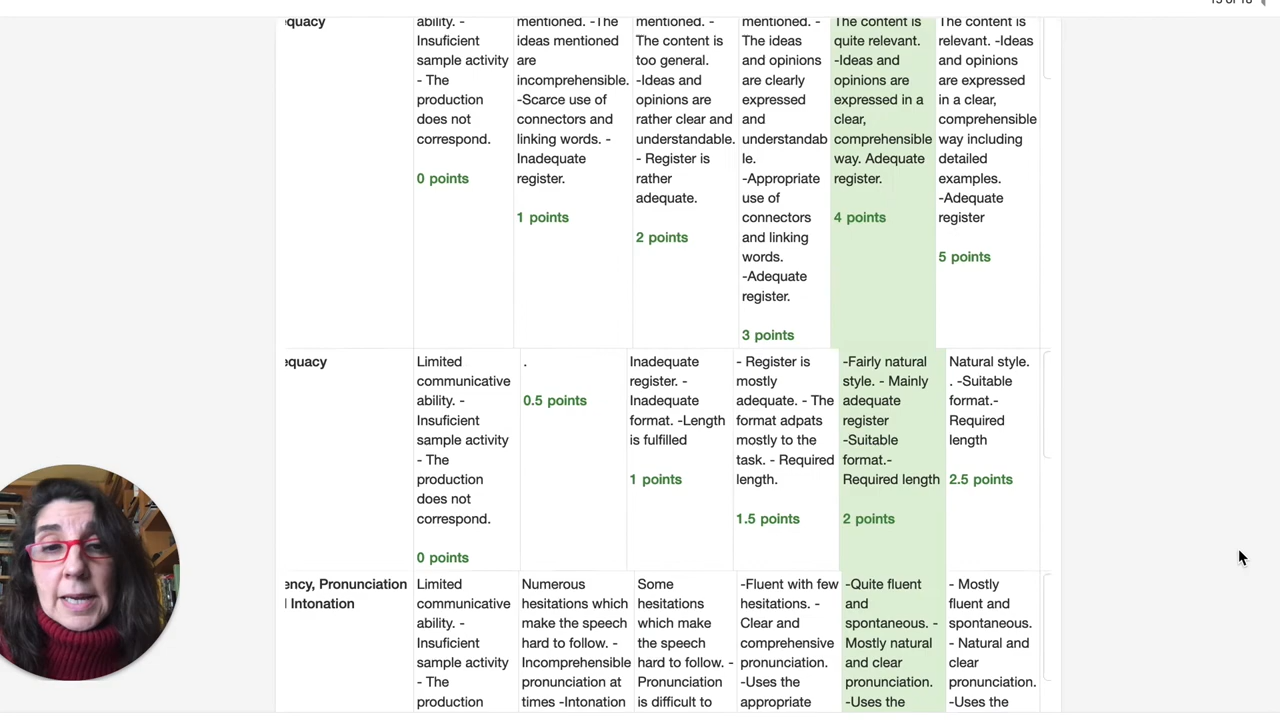 equacy
ability. -
Insuficient
sample activity
- The
production
does not
correspond.
0 points
mentioned. -The
ideas mentioned
are
incomprehensible.
-Scarce use of
connectors and
linking words. -
Inadequate
register.
1 points
mentioned. -
The content is
too general.
-Ideas and
opinions are
rather clear and
understandable.
- Register is
rather
adequate.
2 points
mentioned. -
The ideas
and opinions
are clearly
expressed
and
understandab
le.
-Appropriate
use of
connectors
and linking
words.
-Adequate
register.
3 points
The content is
quite relevant.
-Ideas and
opinions are
expressed in a
clear,
comprehensible
way. Adequate
register.
4 points
The content is
relevant. -Ideas
and opinions
are expressed
in a clear,
comprehensible
way including
detailed
examples.
-Adequate
register
5 points
equacy
Limited
communicative
ability. -
Insuficient
sample activity
- The
production
does not
correspond.
0 points
.
0.5 points
Inadequate
register. -
Inadequate
format. -Length
is fulfilled
1 points
- Register is
mostly
adequate. - The
format adpats
mostly to the
task. - Required
length.
1.5 points
-Fairly natural
style. - Mainly
adequate
register
-Suitable
format.-
Required length
2 points
Natural style.
. -Suitable
format.-
Required
length
2.5 points
ency, Pronunciation
Intonation
Limited
communicative
ability. -
Insuficient
sample activity
- The
production
Numerous
hesitations which
make the speech
hard to follow. -
Incomprehensible
pronunciation at
times -Intonation
Some
hesitations
which make
the speech
hard to follow. -
Pronunciation
is difficult to
-Fluent with few
hesitations. -
Clear and
comprehensive
pronunciation.
-Uses the
appropriate
-Quite fluent
and
spontaneous. -
Mostly natural
and clear
pronunciation.
-Uses the
- Mostly
fluent and
spontaneous.
- Natural and
clear
pronunciation.
-Uses the